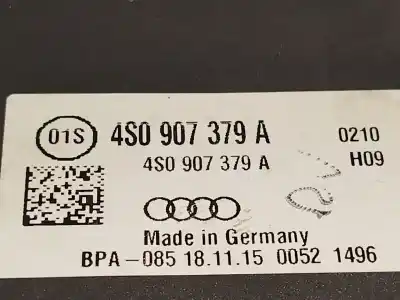 01S 4S0 907 379 A 0210
4S0 907 379 A H09
Made in Germany
BPA-085 18.11.15 0052 1496